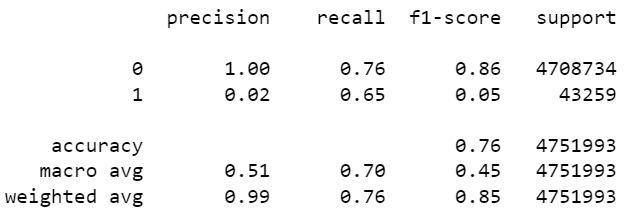 precision recall f1-score support
0 1.00 0.76 0.86 4708734
1 0.02 0.65 0.05 43259
accuracy 0.76 4751993
macro avg 0.51 0.70 0.45 4751993
weighted avg 0.99 0.76 0.85 4751993